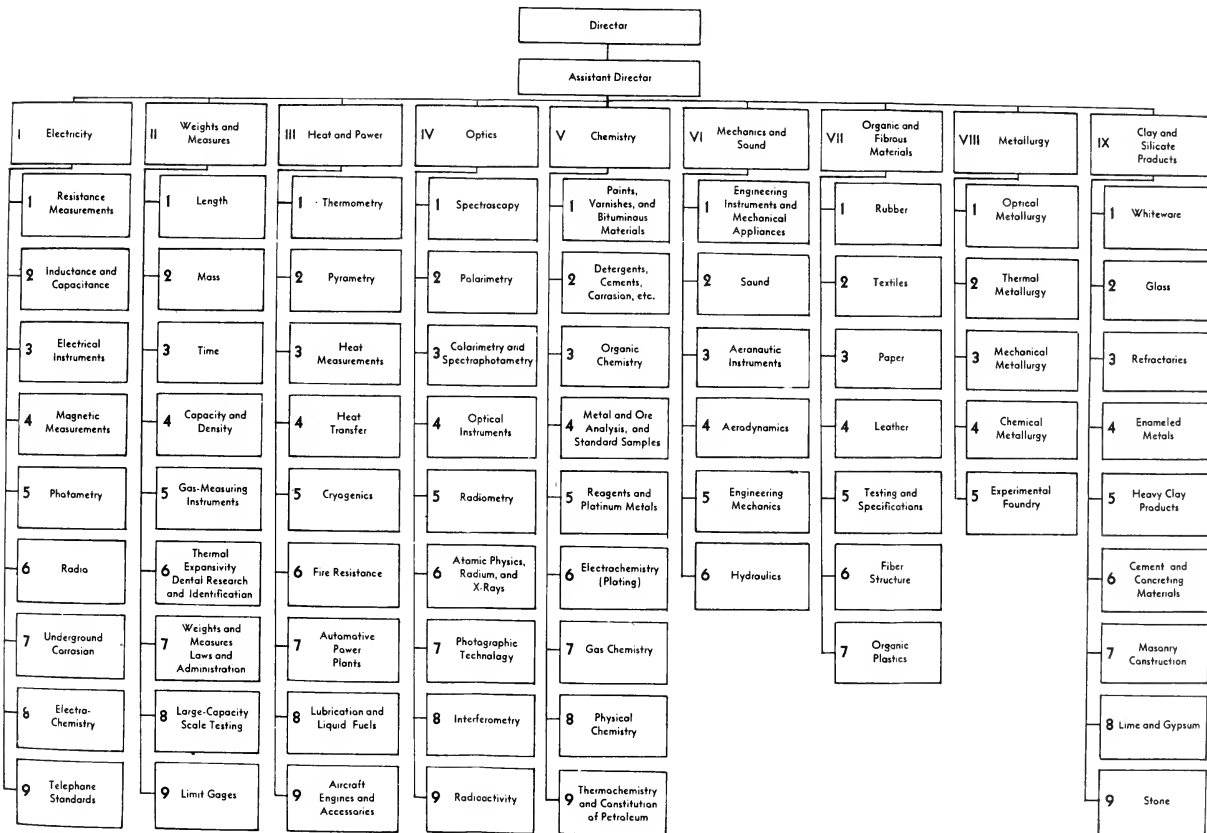 Directar
Assistant Director
I Electricity
II Weights and
Measures
III Heat and Power
IV Optics
V Chemistry
VI Mechanics and
Sound
VII Organic and
Fibrous
Materials
VIII Metallurgy
IX Clay and
Silicate
Products
1 Resistance
Measurements
2 Inductance and
Capacitance
3 Electrical
Instruments
4 Magnetic
Measurements
5 Phatametry
6 Radia
7 Underground
Carrasian
8 Electra-
Chemistry
9 Telephane
Standards
1 Length
2 Mass
3 Time
4 Capacity and
Density
5 Gas-Measuring
Instruments
6 Thermal
Expansivity
Dental Research
and Identification
7 Weights and
Measures
Laws and
Administration
8 Large-Capacity
Scale Testing
9 Limit Gages
1 Thermametry
2 Pyrametry
3 Heat
Measurements
4 Heat
Transfer
5 Cryagenics
6 Fire Resistance
7 Automotive
Power
Plants
8 Lubrication and
Liquid Fuels
9 Aircraft
Engines and
Accessories
1 Spectrascapy
2 Polarimetry
3 Calarimetry and
Spectraphatametry
4 Optical
Instruments
5 Radiometry
6 Atamic Physics,
Radium, and
X-Rays
7 Phatagraphic
Technalagy
8 Interferometry
9 Radioactivity
1 Paints,
Varnishes, and
Bituminaus
Materials
2 Detergents,
Cements,
Carrasian, etc.
3 Organic
Chemistry
4 Metal and Ore
Analysis, and
Standard Samples
5 Reagents and
Platinum Metals
6 Electrachemistry
(Plating)
7 Gas Chemistry
8 Physical
Chemistry
9 Thermachemistry
and Constitution
of Petroleum
1 Engineering
Instruments and
Mechanical
Appliances
2 Saund
3 Aeranautic
Instruments
4 Aeradynamics
5 Engineering
Mechanics
6 Hydraulics
1 Rubber
2 Textiles
3 Paper
4 Leather
5 Testing and
Specifications
6 Fiber
Structure
7 Organic
Plastics
1 Optical
Metallurgy
2 Thermal
Metallurgy
3 Mechanical
Metallurgy
4 Chemical
Metallurgy
5 Experimental
Foundry
1 Whiteware
2 Glass
3 Refractaries
4 Enameled
Metals
5 Heavy Clay
Products
6 Cement and
Concreting
Materials
7 Masanry
Construction
8 Lime and Gypsum
9 Stone